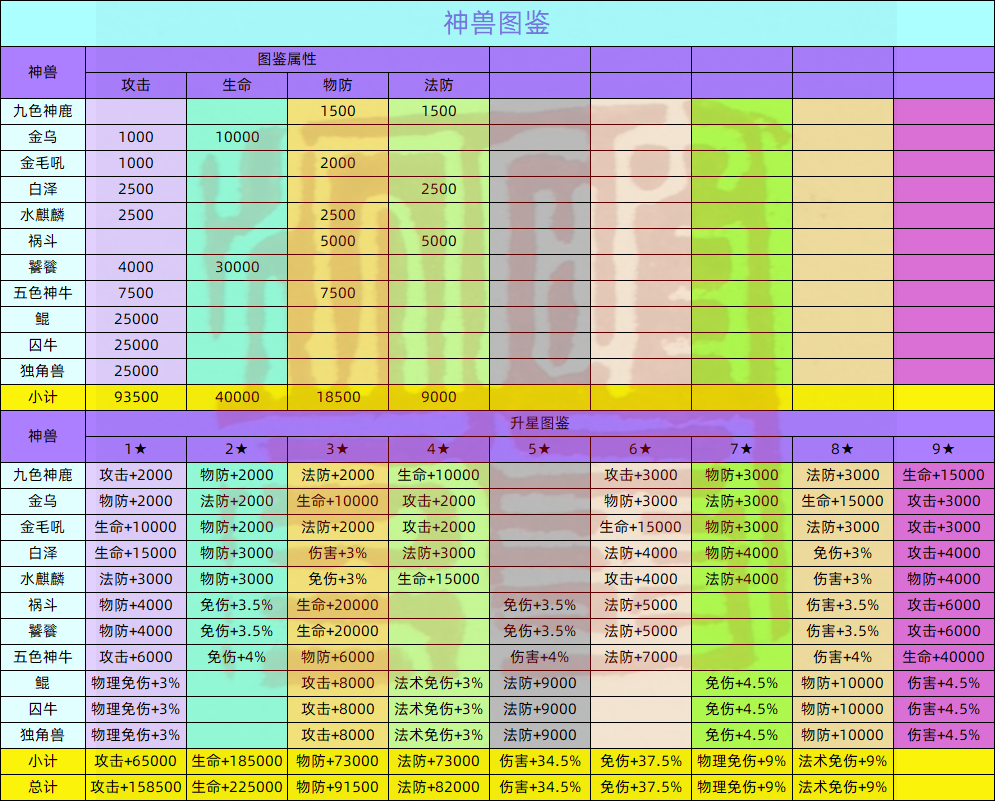 神兽图鉴
神兽 图鉴属性
攻击 生命 物防 法防
九色神鹿 1500 1500
金乌 1000 10000
金毛吼 1000 2000
白泽 2500 2500
水麒麟 2500 2500
祸斗 5000 5000
饕餮 4000 30000
五色神牛 7500 7500
鲲 25000
囚牛 25000
独角兽 25000
小计 93500 40000 18500 9000
神兽 升星图鉴
1★ 2★ 3★ 4★ 5★ 6★ 7★ 8★ 9★
九色神鹿 攻击+2000 物防+2000 法防+2000 生命+10000 攻击+3000 物防+3000 法防+3000 生命+15000
金乌 物防+2000 法防+2000 生命+10000 攻击+2000 物防+3000 法防+3000 生命+15000 攻击+3000
金毛吼 生命+10000 物防+2000 法防+2000 攻击+2000 生命+15000 物防+3000 法防+3000 攻击+3000
白泽 生命+15000 物防+3000 伤害+3% 法防+3000 法防+4000 物防+4000 免伤+3% 攻击+4000
水麒麟 法防+3000 物防+3000 免伤+3% 生命+15000 攻击+4000 法防+4000 伤害+3% 物防+4000
祸斗 物防+4000 免伤+3.5% 生命+20000 免伤+3.5% 法防+5000 伤害+3.5% 攻击+6000
饕餮 物防+4000 免伤+3.5% 生命+20000 免伤+3.5% 法防+5000 伤害+3.5% 攻击+6000
五色神牛 攻击+6000 免伤+4% 物防+6000 伤害+4% 法防+7000 伤害+4% 生命+40000
鲲 物理免伤+3% 攻击+8000 法术免伤+3% 法防+9000 免伤+4.5% 物防+10000 伤害+4.5%
囚牛 物理免伤+3% 攻击+8000 法术免伤+3% 法防+9000 免伤+4.5% 物防+10000 伤害+4.5%
独角兽 物理免伤+3% 攻击+8000 法术免伤+3% 法防+9000 免伤+4.5% 物防+10000 伤害+4.5%
小计 攻击+65000 生命+185000 物防+73000 法防+73000 伤害+34.5% 免伤+37.5% 物理免伤+9% 法术免伤+9%
总计 攻击+158500 生命+225000 物防+91500 法防+82000 伤害+34.5% 免伤+37.5% 物理免伤+9% 法术免伤+9%